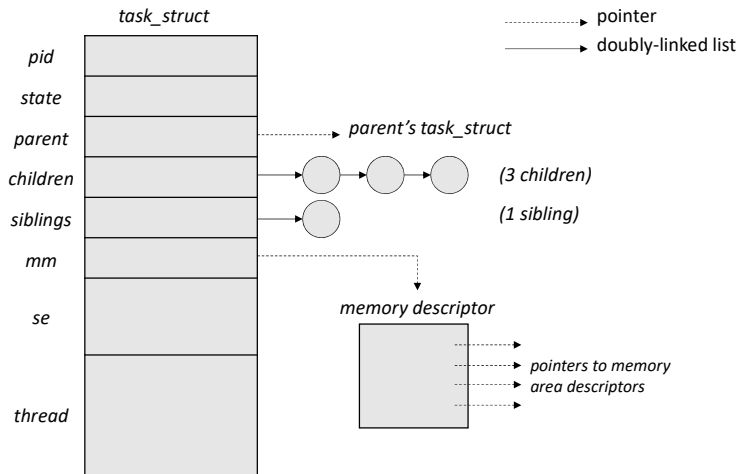 task_struct
pointer
doubly-linked list
pid
state
parent
parent's task_struct
children
(3 children)
siblings
(1 sibling)
mm
memory descriptor
se
pointers to memory
area descriptors
thread